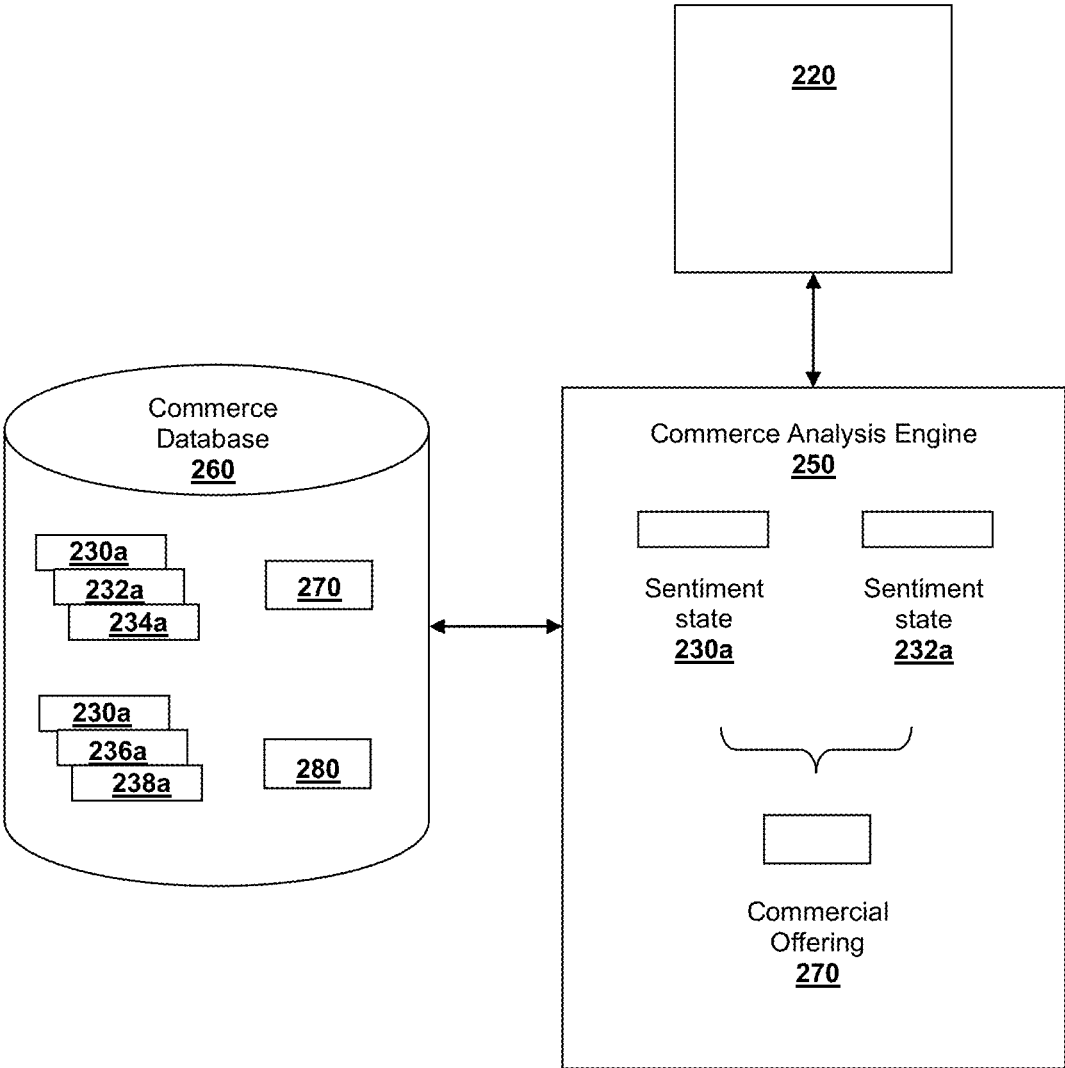 220
Commerce
Database
260
230a
232a
234a
270
230a
236a
238a
280
Commerce Analysis Engine
250
Sentiment
state
230a
Sentiment
state
232a
Commercial
Offering
270